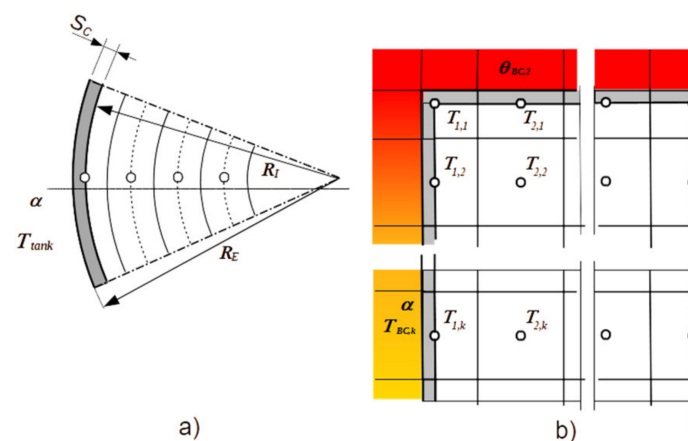 S_C
R_I
R_E
α
T_tank
a)
θ_BC,2
T_1,1
T_2,1
T_1,2
T_2,2
α
T_BC,k
T_1,k
T_2,k
b)